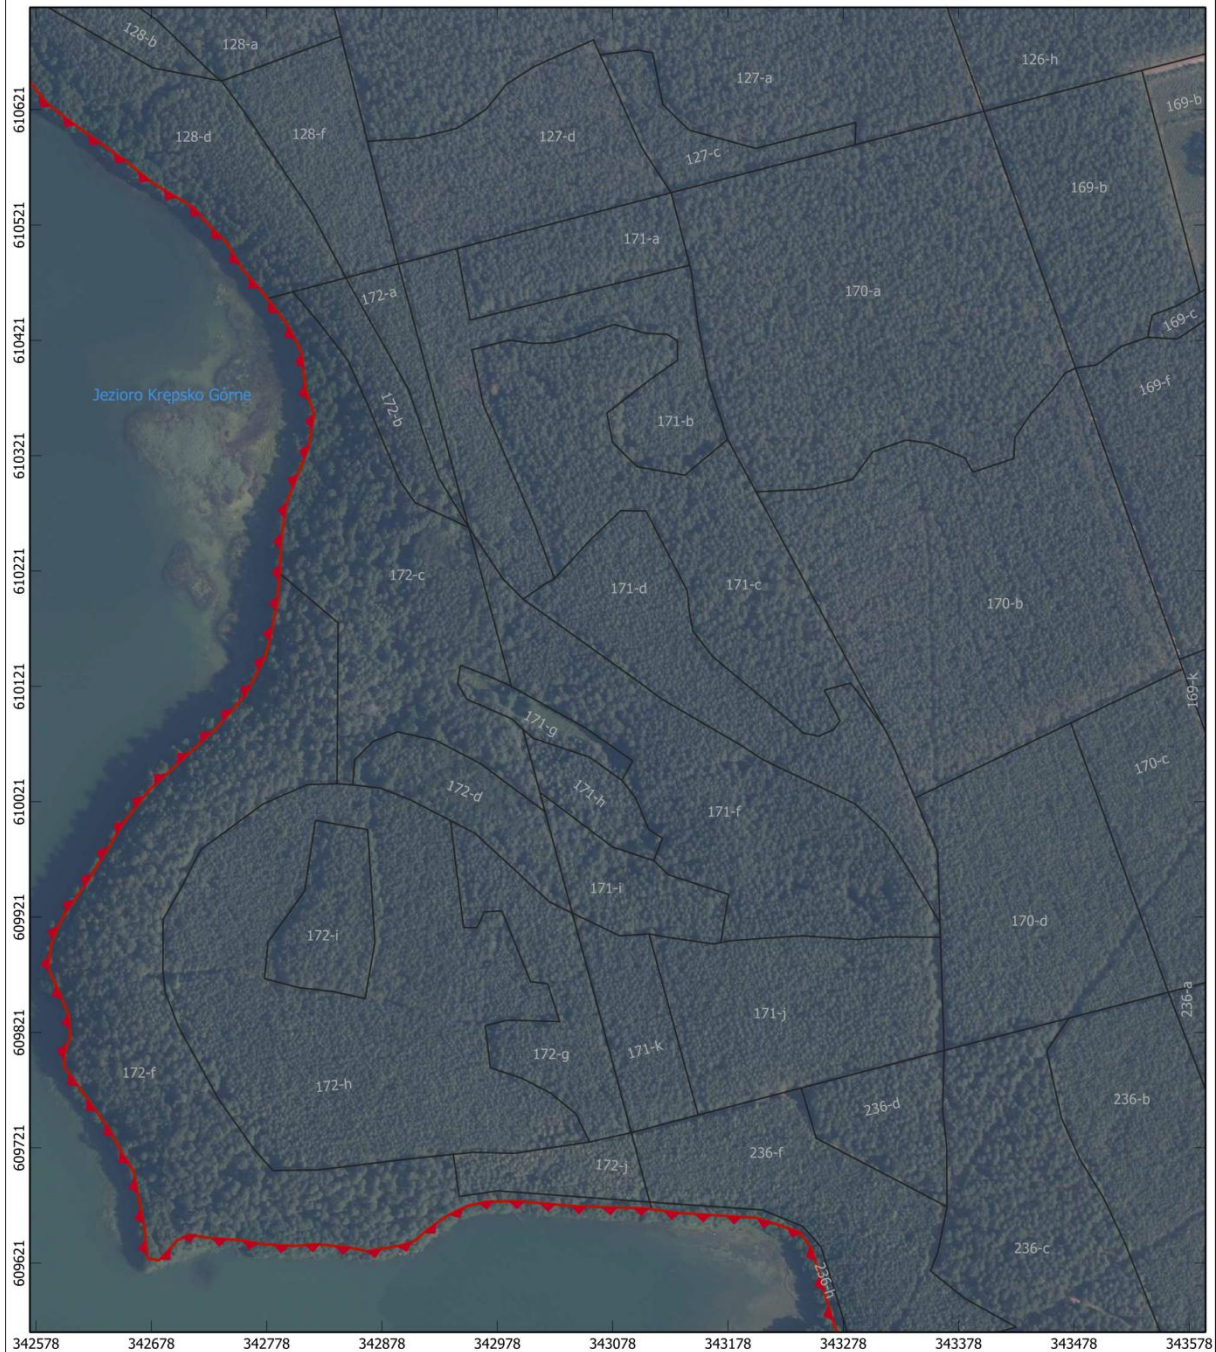 128-b
128-a
127-a
126-h
169-b
610621
128-d
128-f
127-d
127-c
169-b
610521
171-a
172-a
170-a
169-c
610421
169-f
Jezioro Krępsko Górne
172-b
171-b
610321
172-c
171-d
171-c
170-b
610221
610121
169-k
171-g
170-c
172-d
171-h
171-f
610021
171-i
172-i
170-d
609921
236-a
171-j
609821
172-g
171-k
172-f
172-h
236-d
236-b
609721
172-j
236-f
236-c
236-h
609621
342578 342678 342778 342878 342978 343078 343178 343278 343378 343478 343578